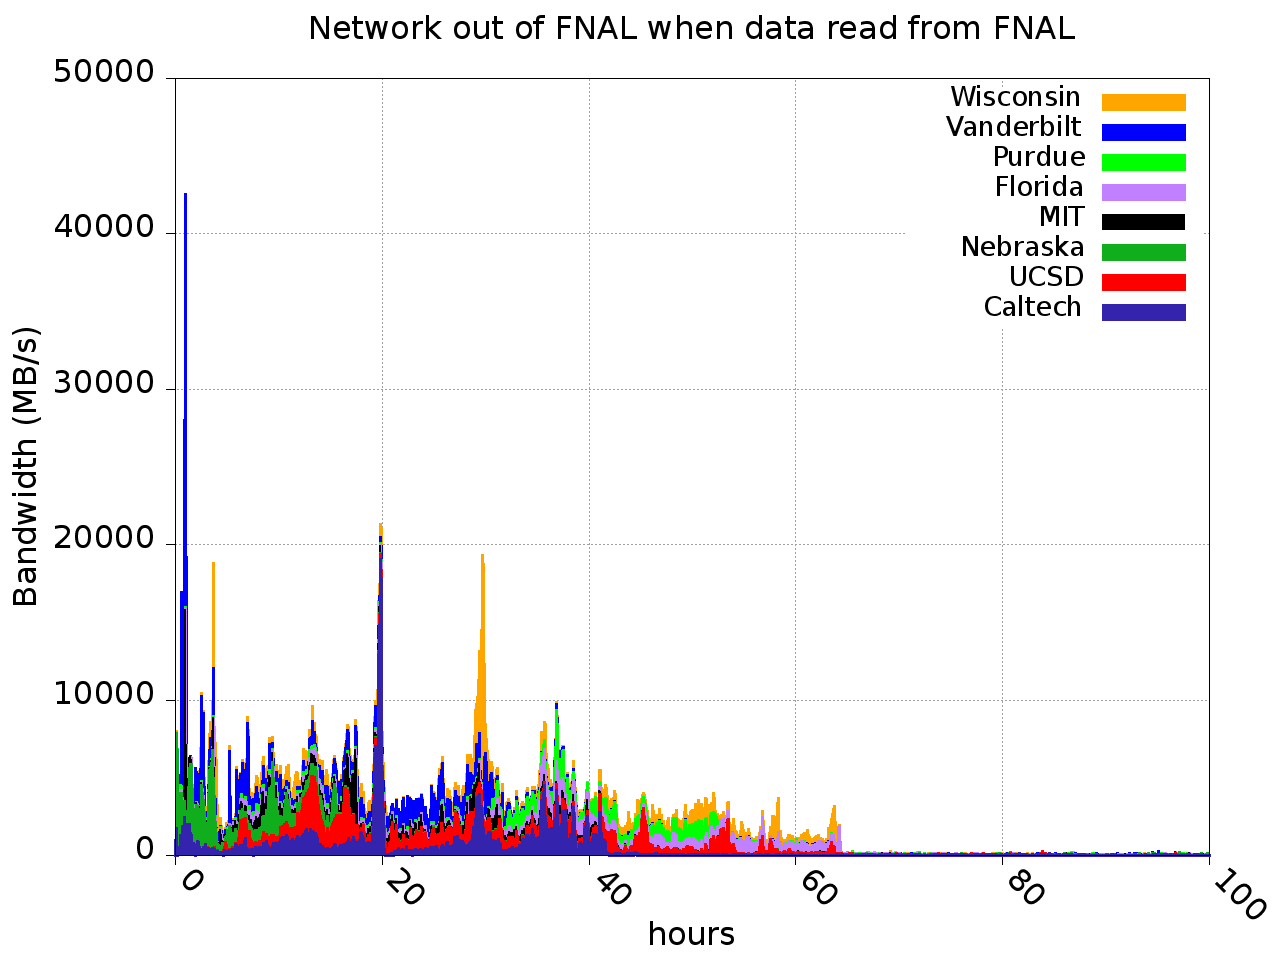 Network out of FNAL when data read from FNAL
50000
40000
30000
20000
10000
0
Bandwidth (MB/s)
Wisconsin
Vanderbilt
Purdue
Florida
MIT
Nebraska
UCSD
Caltech
0 20 40 60 80 100
hours